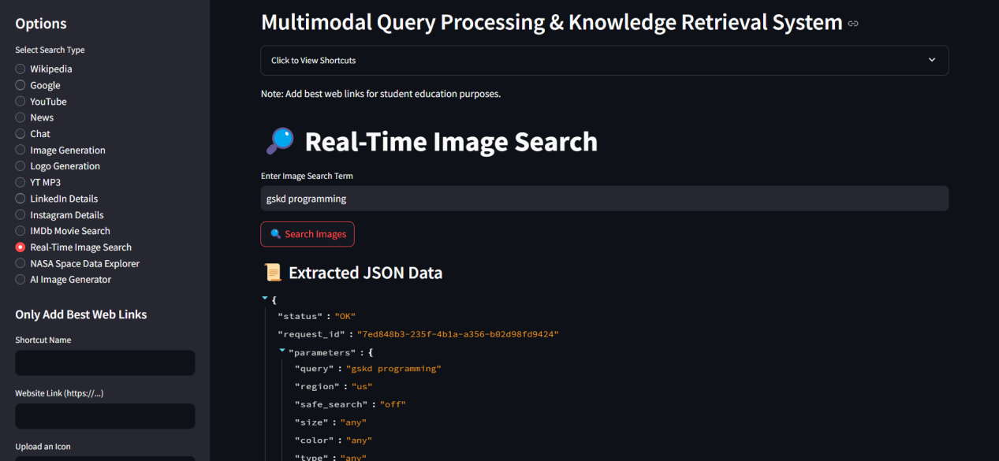 Options
Select Search Type
Wikipedia
Google
YouTube
News
Chat
Image Generation
Logo Generation
YT MP3
LinkedIn Details
Instagram Details
IMDb Movie Search
Real-Time Image Search
NASA Space Data Explorer
AI Image Generator
Only Add Best Web Links
Shortcut Name
Website Link (https://...)
Upload an Icon
Multimodal Query Processing & Knowledge Retrieval System
Click to View Shortcuts
Note: Add best web links for student education purposes.
Real-Time Image Search
Enter Image Search Term
gskd programming
Search Images
Extracted JSON Data
{
"status" : "OK"
"request_id" : "7ed848b3-235f-4b1a-a356-b02d98fd9424"
"parameters" : {
"query" : "gskd programming"
"region" : "us"
"safe_search" : "off"
"size" : "any"
"color" : "any"
"type" : "any"